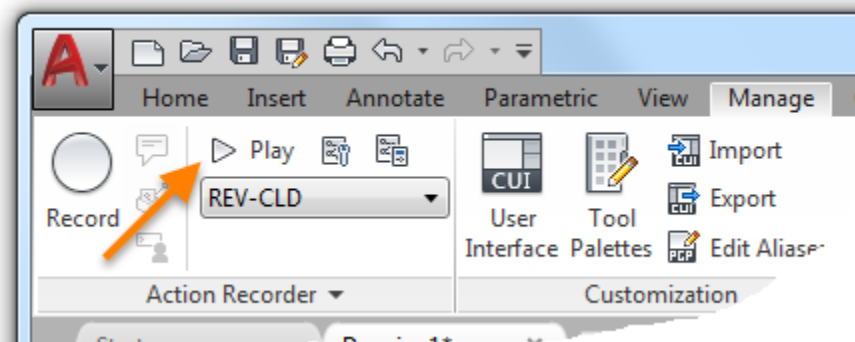 Home Insert Annotate Parametric View Manage
Play
Import
REV-CLD
CUI
Export
Record
User Interface
Tool Palettes
Edit Aliase
Action Recorder
Customization